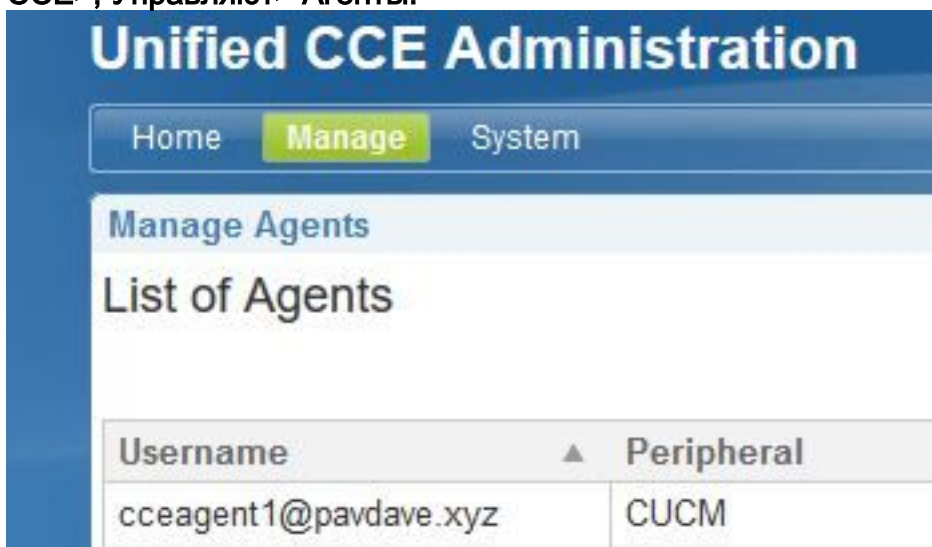 Unified CCE Administration
Home Manage System
Manage Agents
List of Agents
Username Peripheral
cceagent1@pavdave.xyz CUCM